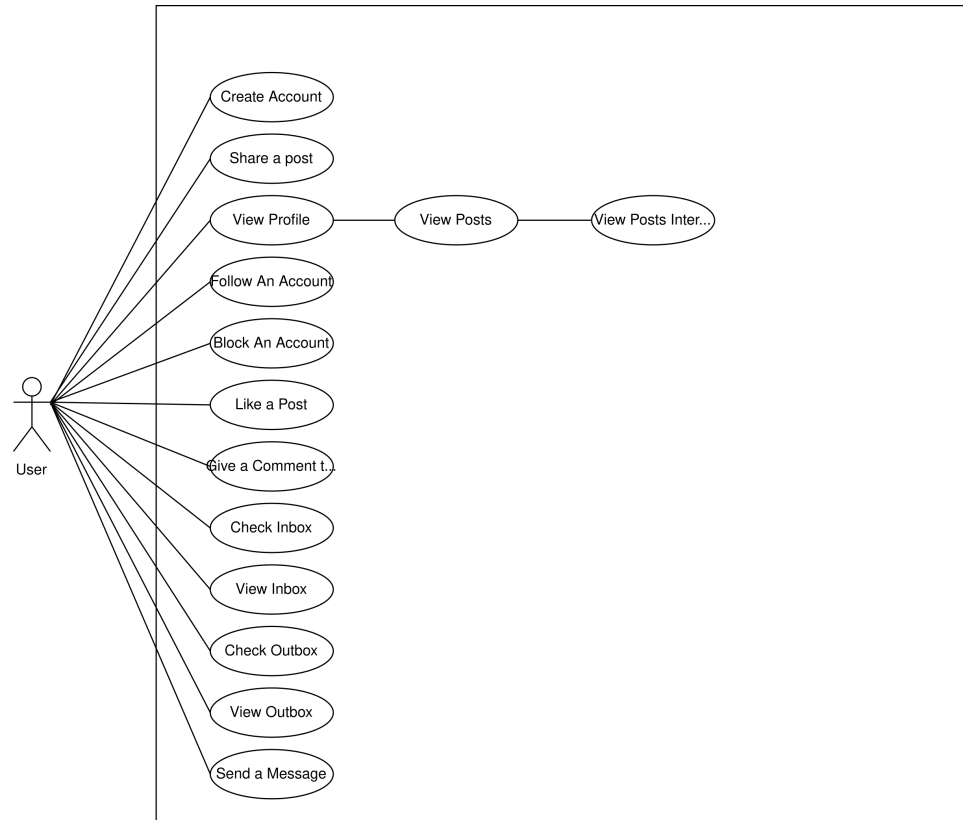 Create Account
Share a post
View Profile
View Posts
View Posts Inter...
Follow An Account
Block An Account
Like a Post
Give a Comment t...
Check Inbox
User
View Inbox
Check Outbox
View Outbox
Send a Message